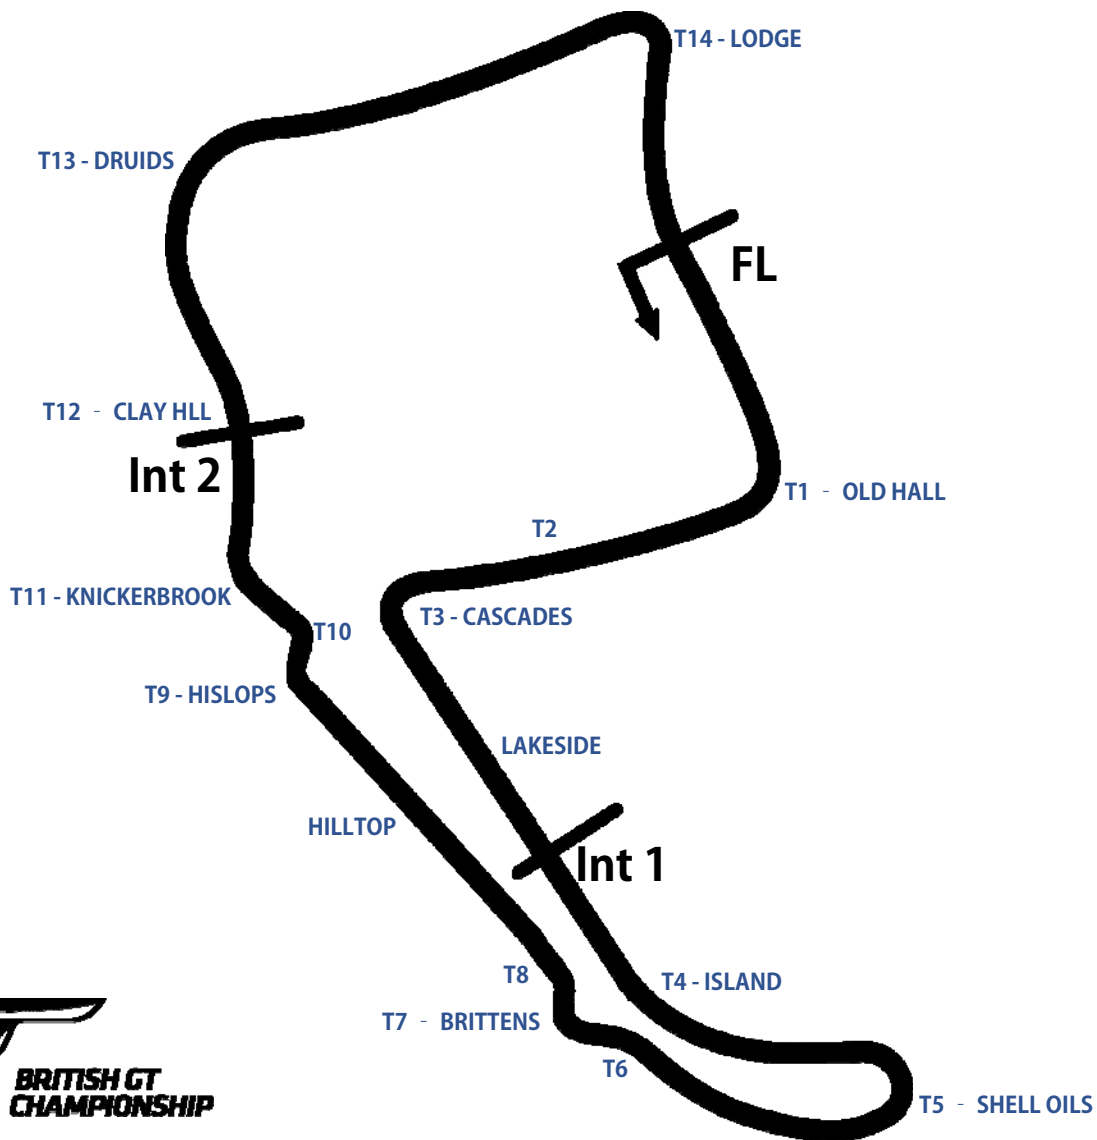 T14 - LODGE
T13 - DRUIDS
FL
T12 - CLAY HLL
Int 2
T1 - OLD HALL
T2
T11 - KNICKERBROOK
T3 - CASCADES
T10
T9 - HISLOPS
LAKESIDE
HILLTOP
Int 1
T8
T4 - ISLAND
T7 - BRITTENS
T6
BRITISH GT
CHAMPIONSHIP
T5 - SHELL OILS